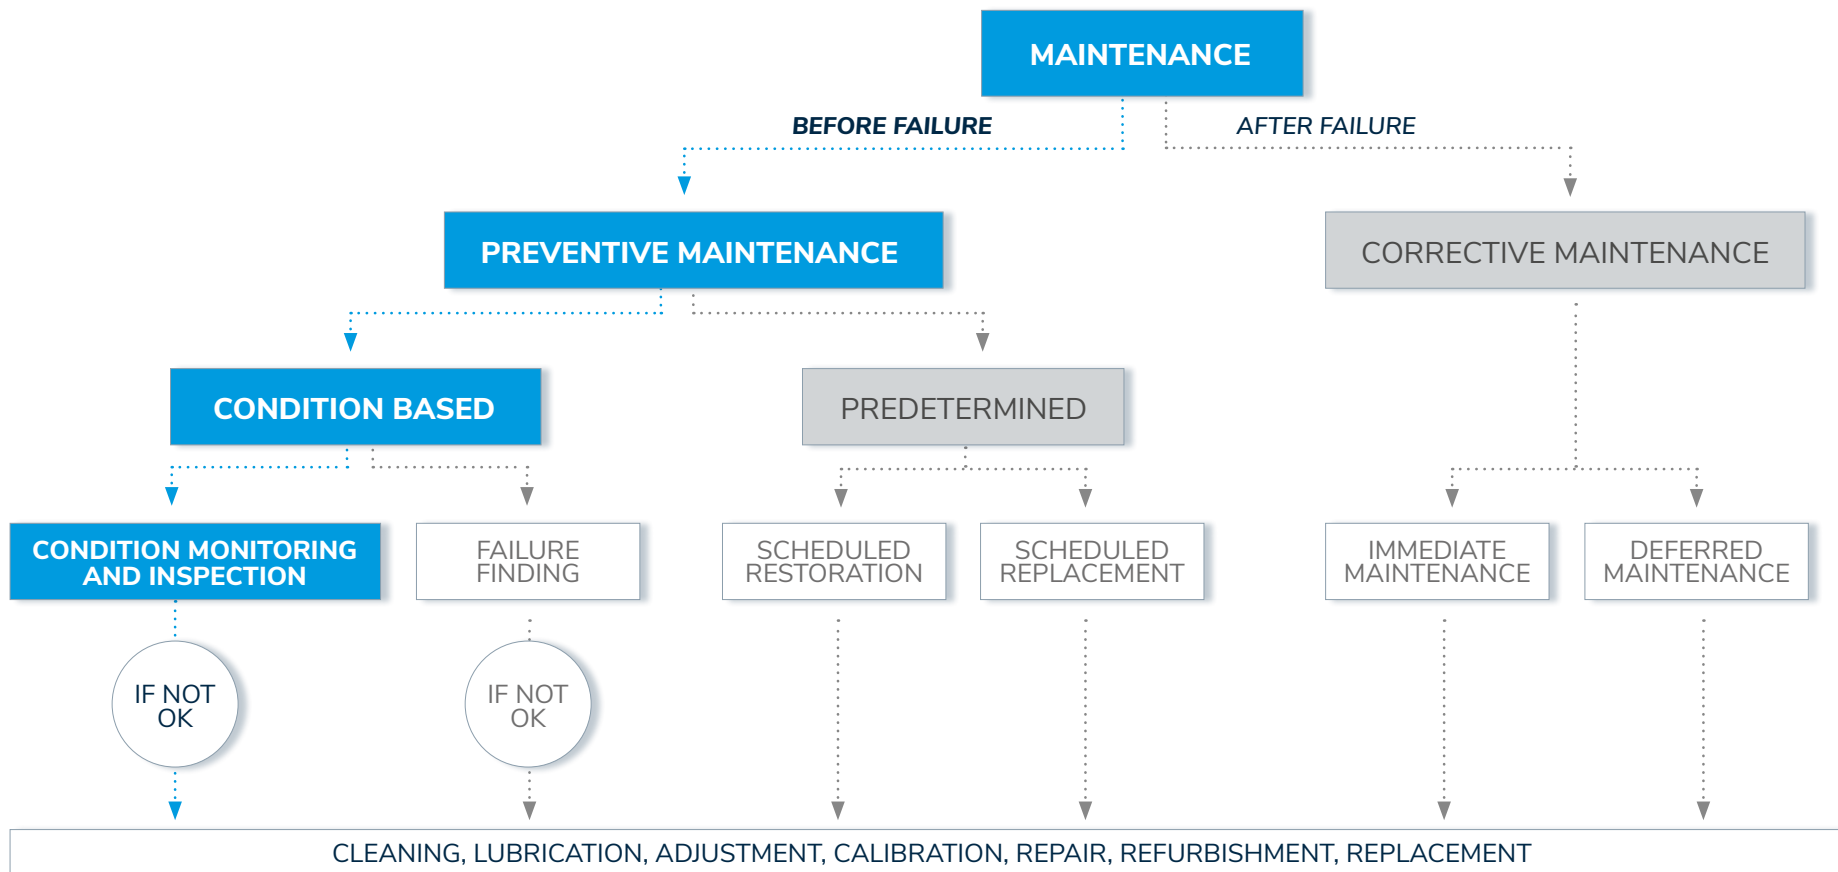 MAINTENANCE
BEFORE FAILURE
AFTER FAILURE
PREVENTIVE MAINTENANCE
CORRECTIVE MAINTENANCE
CONDITION BASED
PREDETERMINED
CONDITION MONITORING
AND INSPECTION
FAILURE
FINDING
SCHEDULED
RESTORATION
SCHEDULED
REPLACEMENT
IMMEDIATE
MAINTENANCE
DEFERRED
MAINTENANCE
IF NOT
OK
IF NOT
OK
CLEANING, LUBRICATION, ADJUSTMENT, CALIBRATION, REPAIR, REFURBISHMENT, REPLACEMENT